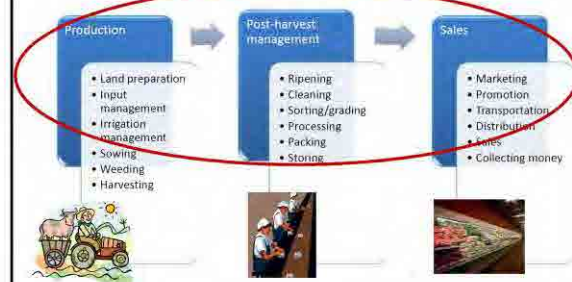 Production
• Land preparation
• Input
management
• Irrigation
management
• Sowing
• Weeding
• Harvesting
Post-harvest
management
• Ripening
• Cleaning
• Sorting/grading
• Processing
• Packing
• Storing
Sales
• Marketing
• Promotion
• Transportation
• Distribution
• Sales
• Collecting money